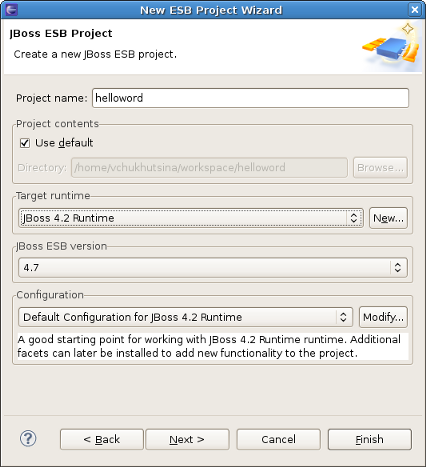 New ESB Project Wizard
JBoss ESB Project
Create a new JBoss ESB project.
Project name: helloword
Project contents
Use default
Directory: /home/vchukhutsina/workspace/helloword Browse...
Target runtime
JBoss 4.2 Runtime New...
JBoss ESB version
4.7
Configuration
Default Configuration for JBoss 4.2 Runtime Modify...
A good starting point for working with JBoss 4.2 Runtime runtime. Additional
facets can later be installed to add new functionality to the project.
? < Back Next > Cancel Finish